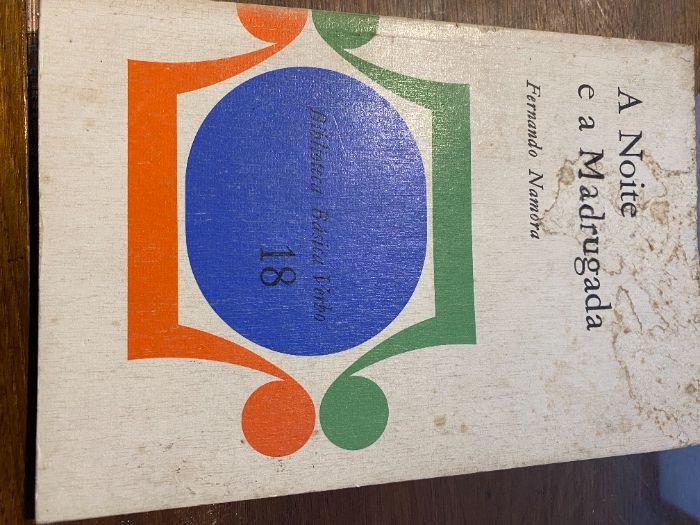 A Noite
e a Madrugada
Fernando Namora
Biblioteca Básica Verbo
18